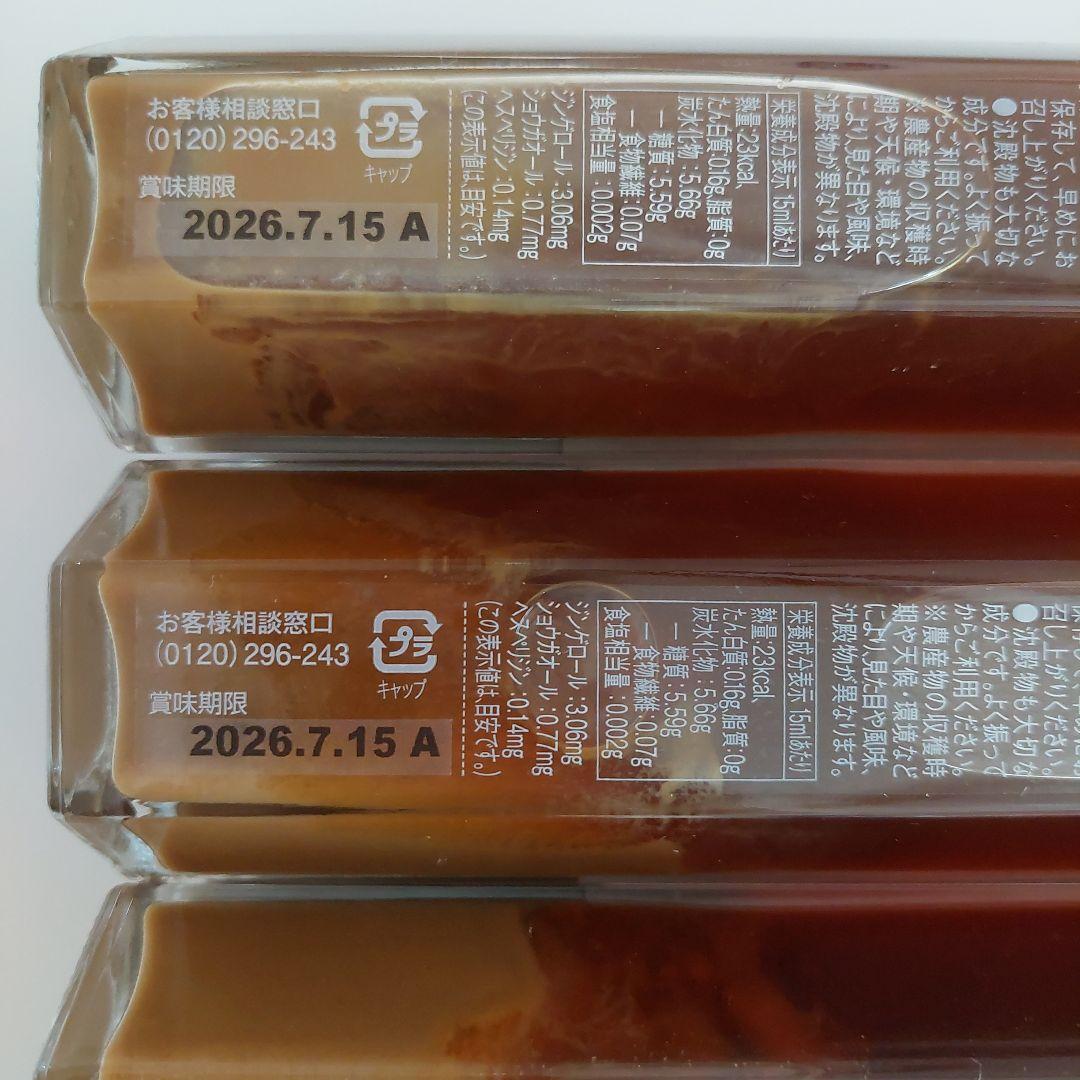 保存して、早めにお
召し上がりください。
●沈殿物も大切な
成分です。よく振って
からご利用ください。
※農産物の収穫時
期や天候・環境など
により、見た目や風味、
沈殿物が異なります。
栄養成分表示 15mlあたり
熱量:23kcal、
たん白質:0.16g、脂質:0g
炭水化物:5.66g
― 糖質:5.59g
― 食物繊維:0.07g
食塩相当量:0.002g
ジンゲロール:3.06mg
ショウガオール:0.77mg
ヘスペリジン:0.14mg
(この表示値は、目安です。)
プラ
キャップ
お客様相談窓口
(0120)296-243
賞味期限
2026.7.15 A
召し上がりください。
●沈殿物も大切な
成分です。よく振って
からご利用ください。
※農産物の収穫時
期や天候・環境など
により、見た目や風味、
沈殿物が異なります。
栄養成分表示 15mlあたり
熱量:23kcal、
たん白質:0.16g、脂質:0g
炭水化物:5.66g
― 糖質:5.59g
― 食物繊維:0.07g
食塩相当量:0.002g
ジンゲロール:3.06mg
ショウガオール:0.77mg
ヘスペリジン:0.14mg
(この表示値は、目安です。)
プラ
キャップ
お客様相談窓口
(0120)296-243
賞味期限
2026.7.15 A